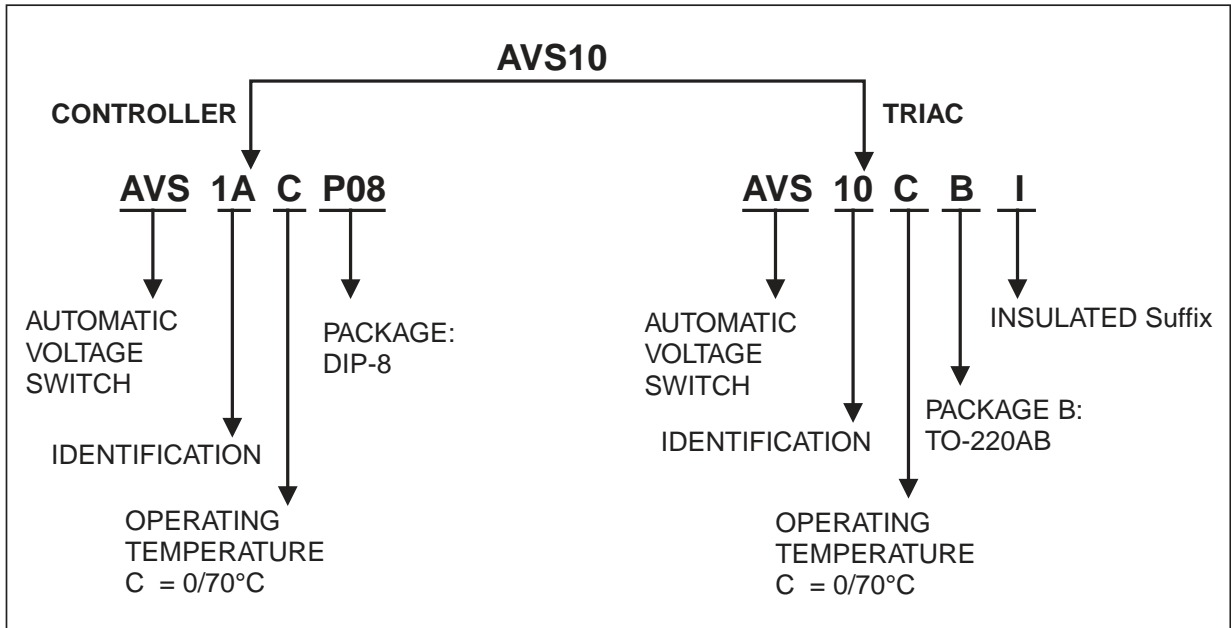 AVS10
CONTROLLER
TRIAC
AVS 1A C P08
AVS 10 C B I
AUTOMATIC
VOLTAGE
SWITCH
PACKAGE:
DIP-8
IDENTIFICATION
OPERATING
TEMPERATURE
C = 0/70°C
AUTOMATIC
VOLTAGE
SWITCH
INSULATED Suffix
PACKAGE B:
TO-220AB
IDENTIFICATION
OPERATING
TEMPERATURE
C = 0/70°C